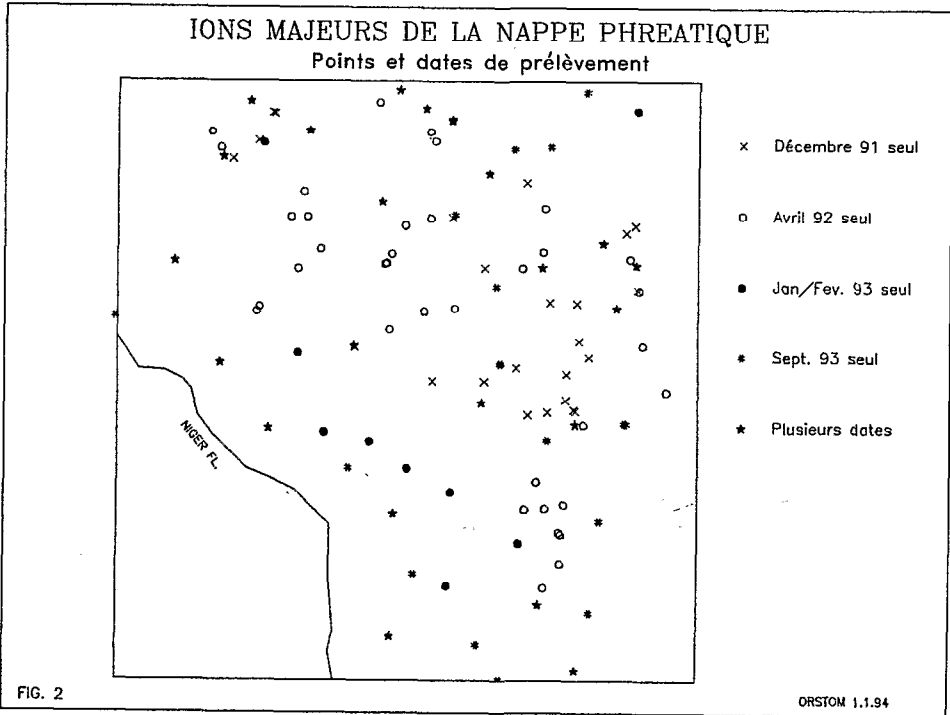 IONS MAJEURS DE LA NAPPE PHREATIQUE
Points et dates de prélèvement
Décembre 91 seul
Avril 92 seul
Jan/Fev. 93 seul
Sept. 93 seul
Plusieurs dates
NIGER FL.
FIG. 2
ORSTOM 1.1.94